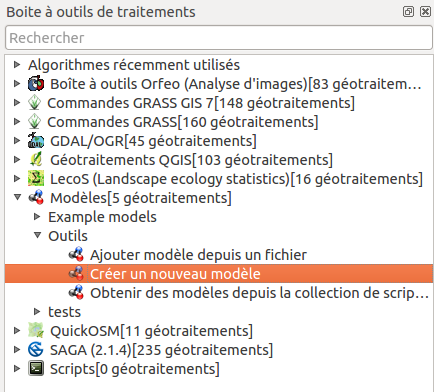 Boite à outils de traitements
Rechercher
Algorithmes récemment utilisés
Boîte à outils Orfeo (Analyse d'images)[83 géotraitem…
Commandes GRASS GIS 7[148 géotraitements]
Commandes GRASS[160 géotraitements]
GDAL/OGR[45 géotraitements]
Géotraitements QGIS[103 géotraitements]
LecoS (Landscape ecology statistics)[16 géotraitements]
Modèles[5 géotraitements]
Example models
Outils
Ajouter modèle depuis un fichier
Créer un nouveau modèle
Obtenir des modèles depuis la collection de scrip…
tests
QuickOSM[11 géotraitements]
SAGA (2.1.4)[235 géotraitements]
Scripts[0 géotraitements]